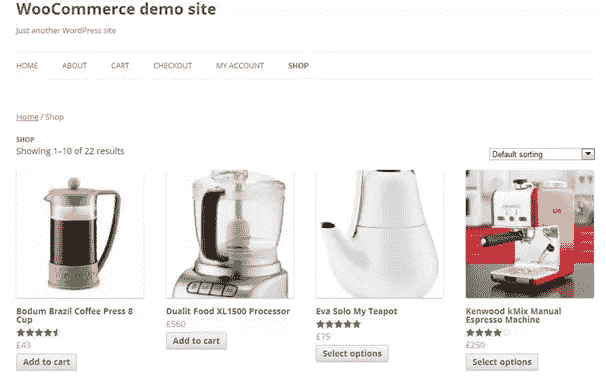 WooCommerce demo site
Just another WordPress site
HOME ABOUT CART CHECKOUT MY ACCOUNT SHOP
Home / Shop
SHOP
Showing 1–10 of 22 results
Default sorting
Bodum Brazil Coffee Press 8
Cup
£43
Add to cart
Dualit Food XL1500 Processor
£560
Add to cart
Eva Solo My Teapot
£75
Select options
Kenwood kMix Manual
Espresso Machine
£250
Select options